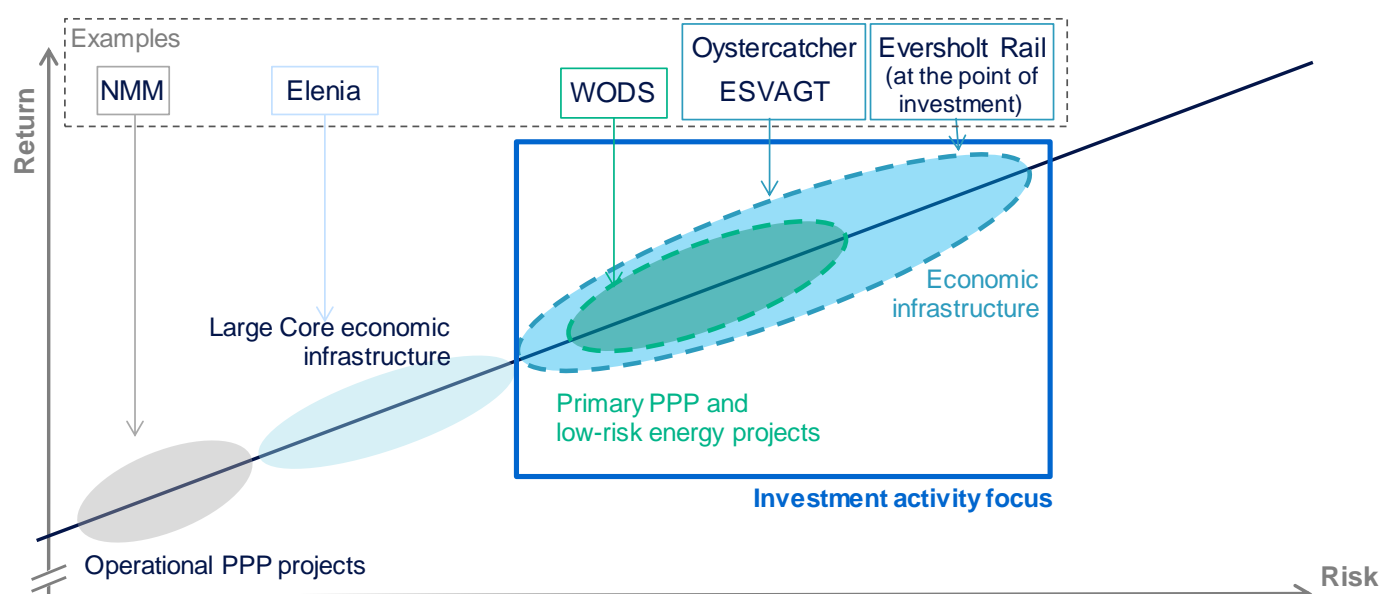 Examples
NMM
Elenia
WODS
Oystercatcher
ESVAGT
Eversholt Rail
(at the point of
investment)
Return
Large Core economic
infrastructure
Economic
infrastructure
Primary PPP and
low-risk energy projects
Investment activity focus
Operational PPP projects
Risk